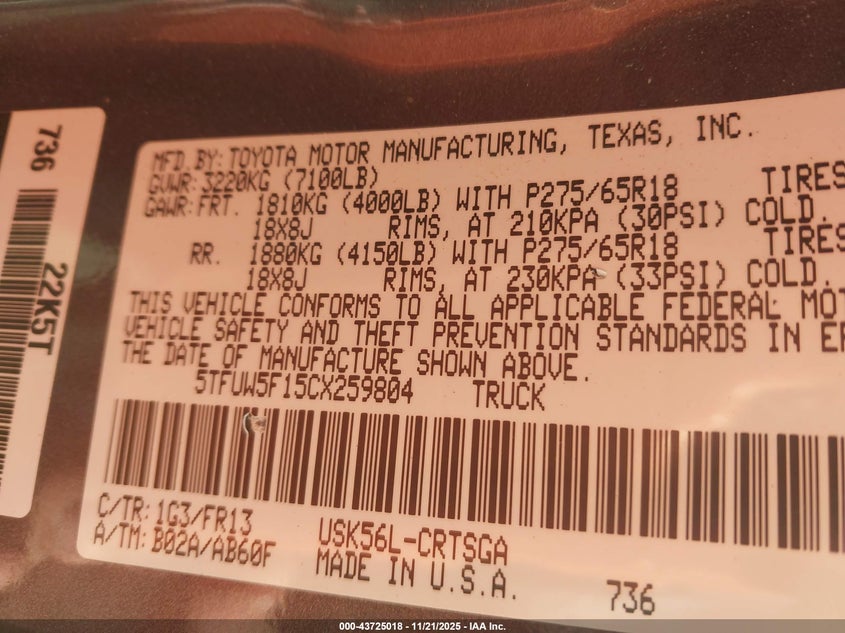 736
22K5T
MFD. BY: TOYOTA MOTOR MANUFACTURING, TEXAS, INC.
GVWR: 3220KG (7100LB)
GAWR: FRT. 1810KG (4000LB) WITH P275/65R18 TIRES
18X8J RIMS, AT 210KPA (30PSI) COLD.
RR. 1880KG (4150LB) WITH P275/65R18 TIRES
18X8J RIMS, AT 230KPA (33PSI) COLD.
THIS VEHICLE CONFORMS TO ALL APPLICABLE FEDERAL MOT
VEHICLE SAFETY AND THEFT PREVENTION STANDARDS IN EF
THE DATE OF MANUFACTURE SHOWN ABOVE.
5TFUW5F15CX259804 TRUCK
C/TR: 1G3/FR13
A/TM: B02A/AB60F
USK56L-CRTSGA
MADE IN U.S.A.
736
000-43725018 - 11/21/2025 - IAA Inc.